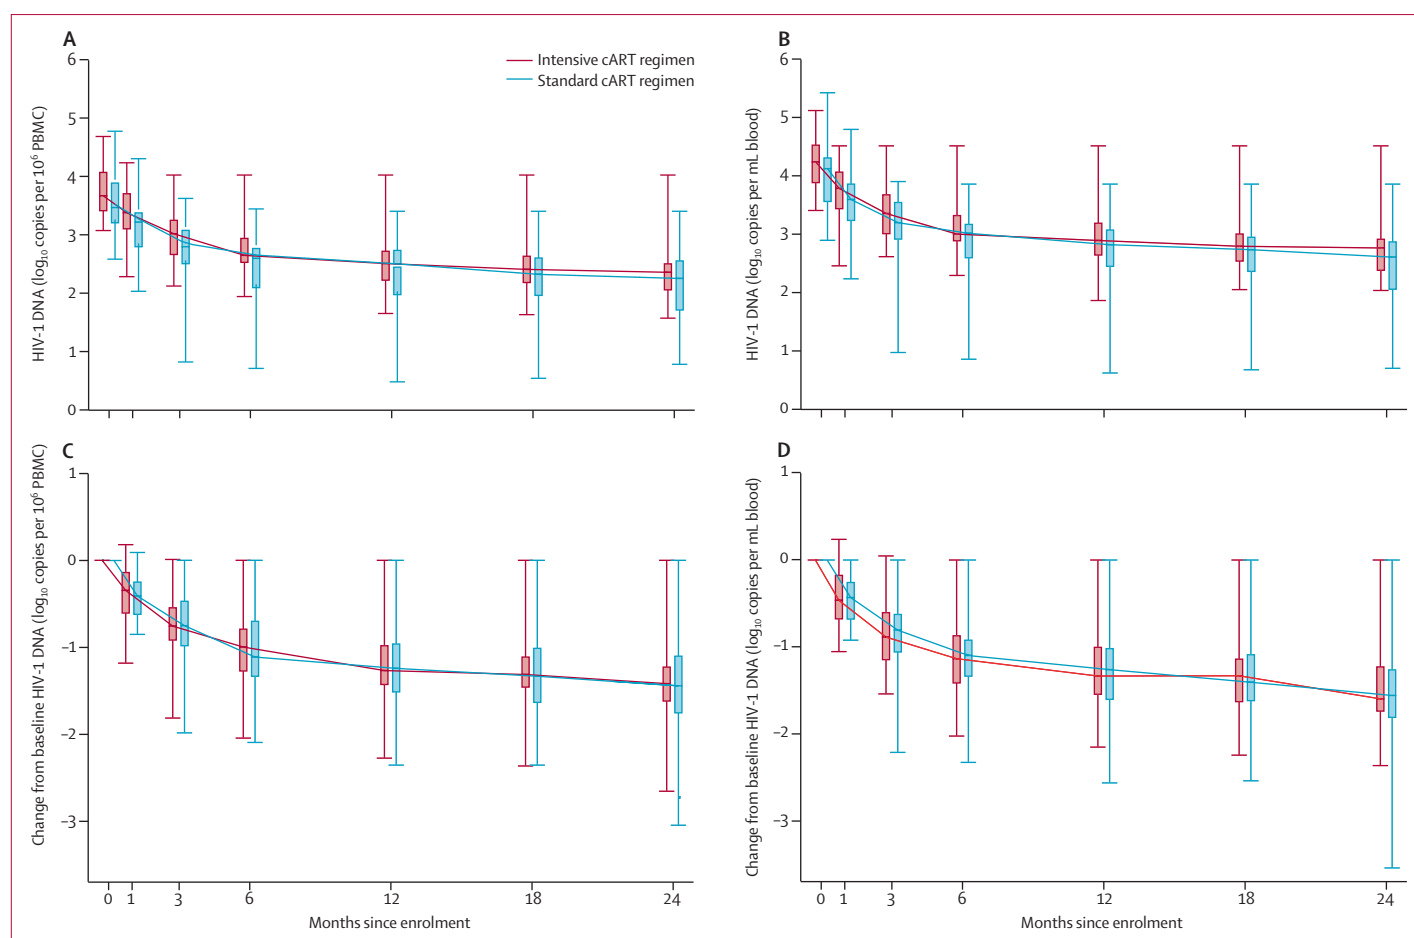 A
Intensive cART regimen
Standard cART regimen
HIV-1 DNA (log₁₀ copies per 10⁶ PBMC)
6
5
4
3
2
1
0
B
HIV-1 DNA (log₁₀ copies per mL blood)
6
5
4
3
2
1
0
C
Change from baseline HIV-1 DNA (log₁₀ copies per 10⁶ PBMC)
1
0
–1
–2
–3
0 1 3 6 12 18 24
Months since enrolment
D
Change from baseline HIV-1 DNA (log₁₀ copies per mL blood)
1
0
–1
–2
–3
0 1 3 6 12 18 24
Months since enrolment